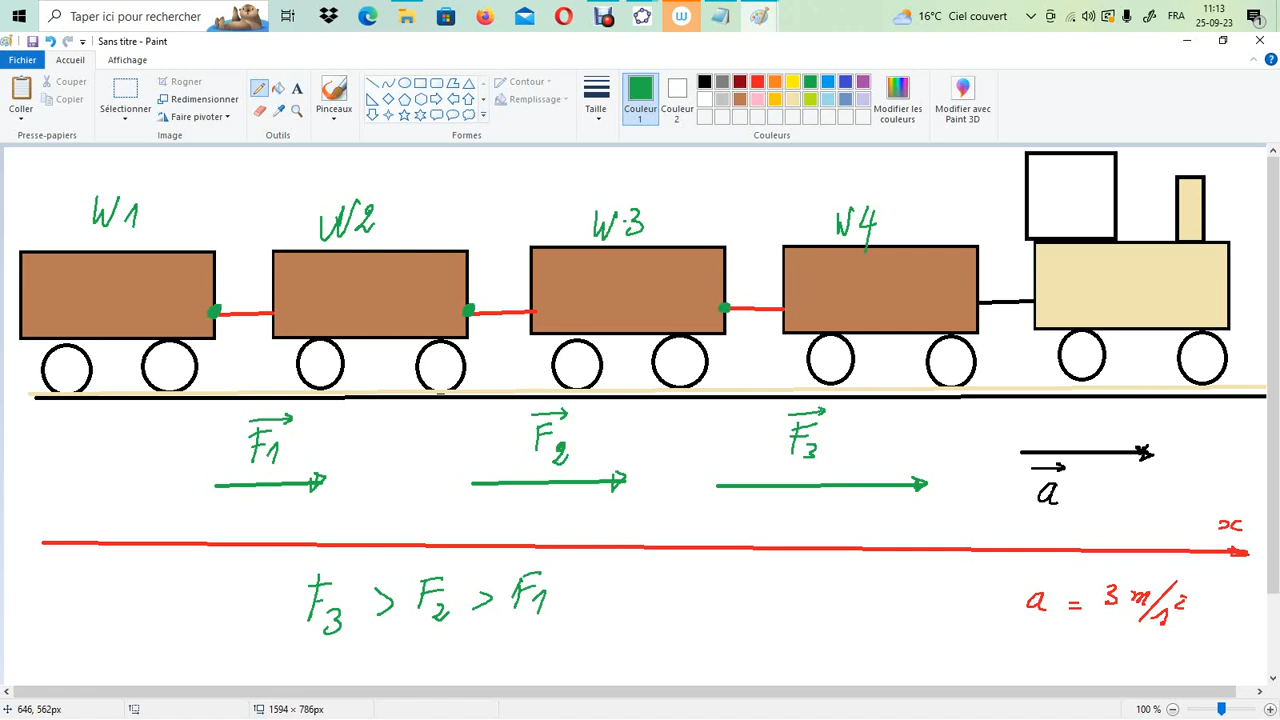 Taper ici pour rechercher
16°C Ciel couvert
FRA
11:13
25-09-23
1
Sans titre - Paint
Fichier Accueil Affichage
Coller
Couper
Copier
Presse-papiers
Sélectionner
Rogner
Redimensionner
Faire pivoter
Image
A
Outils
Pinceaux
Formes
Contour
Remplissage
Taille
Couleur 1
Couleur 2
Couleurs
Modifier les couleurs
Modifier avec Paint 3D
W1 W2 W3 W4
F1 F2 F3
a
x
F3 > F2 > F1
a = 3 m/s²
646, 562px
1594 × 786px
100 %